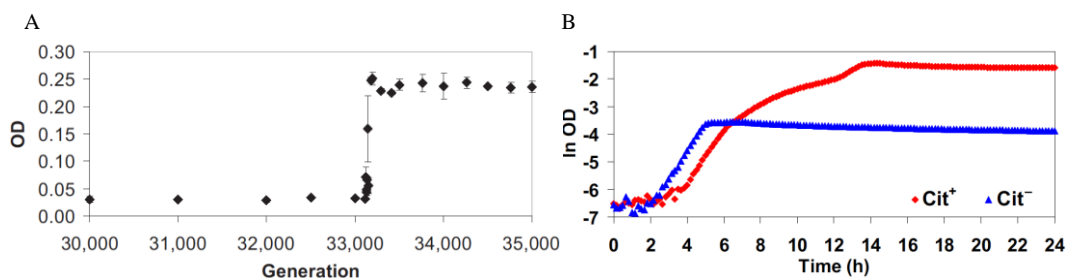 A
OD
0.30
0.25
0.20
0.15
0.10
0.05
0.00
30,000 31,000 32,000 33,000 34,000 35,000
Generation
B
ln OD
-1
-2
-3
-4
-5
-6
-7
Cit+ Cit−
0 2 4 6 8 10 12 14 16 18 20 22 24
Time (h)